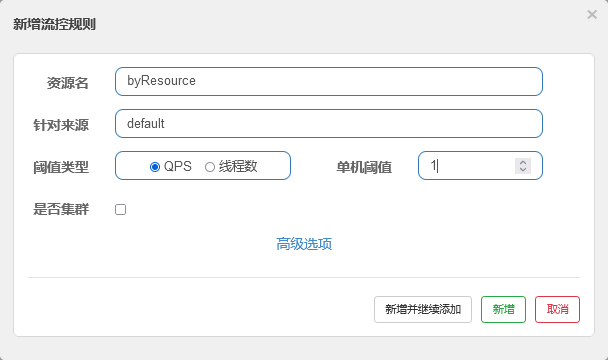 新增流控规则
资源名 byResource
针对来源 default
阈值类型 QPS 线程数 单机阈值 1
是否集群
高级选项
新增并继续添加 新增 取消